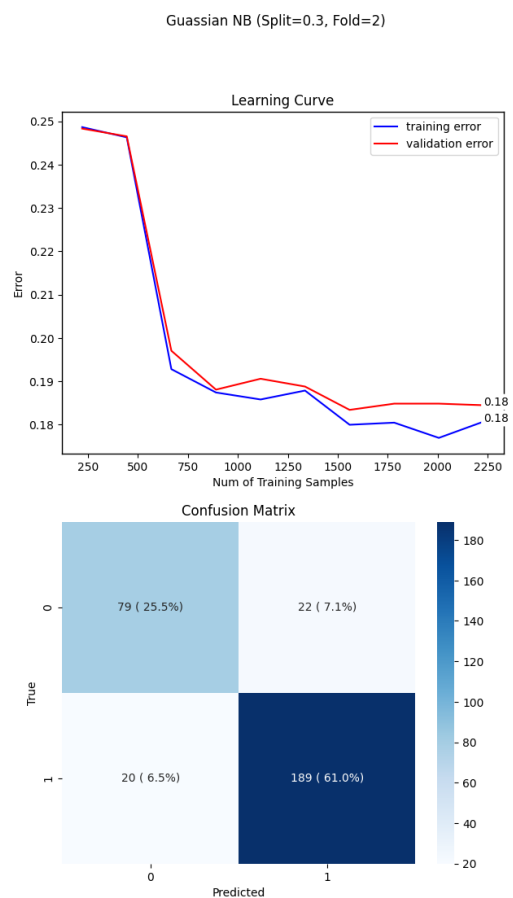 Guassian NB (Split=0.3, Fold=2)
Learning Curve
training error
validation error
0.25
0.24
0.23
0.22
0.21
0.20
0.19
0.18
Error
0.18
0.18
250 500 750 1000 1250 1500 1750 2000 2250
Num of Training Samples
Confusion Matrix
79 ( 25.5%) 22 ( 7.1%)
20 ( 6.5%) 189 ( 61.0%)
0
1
True
0 1
Predicted
180
160
140
120
100
80
60
40
20